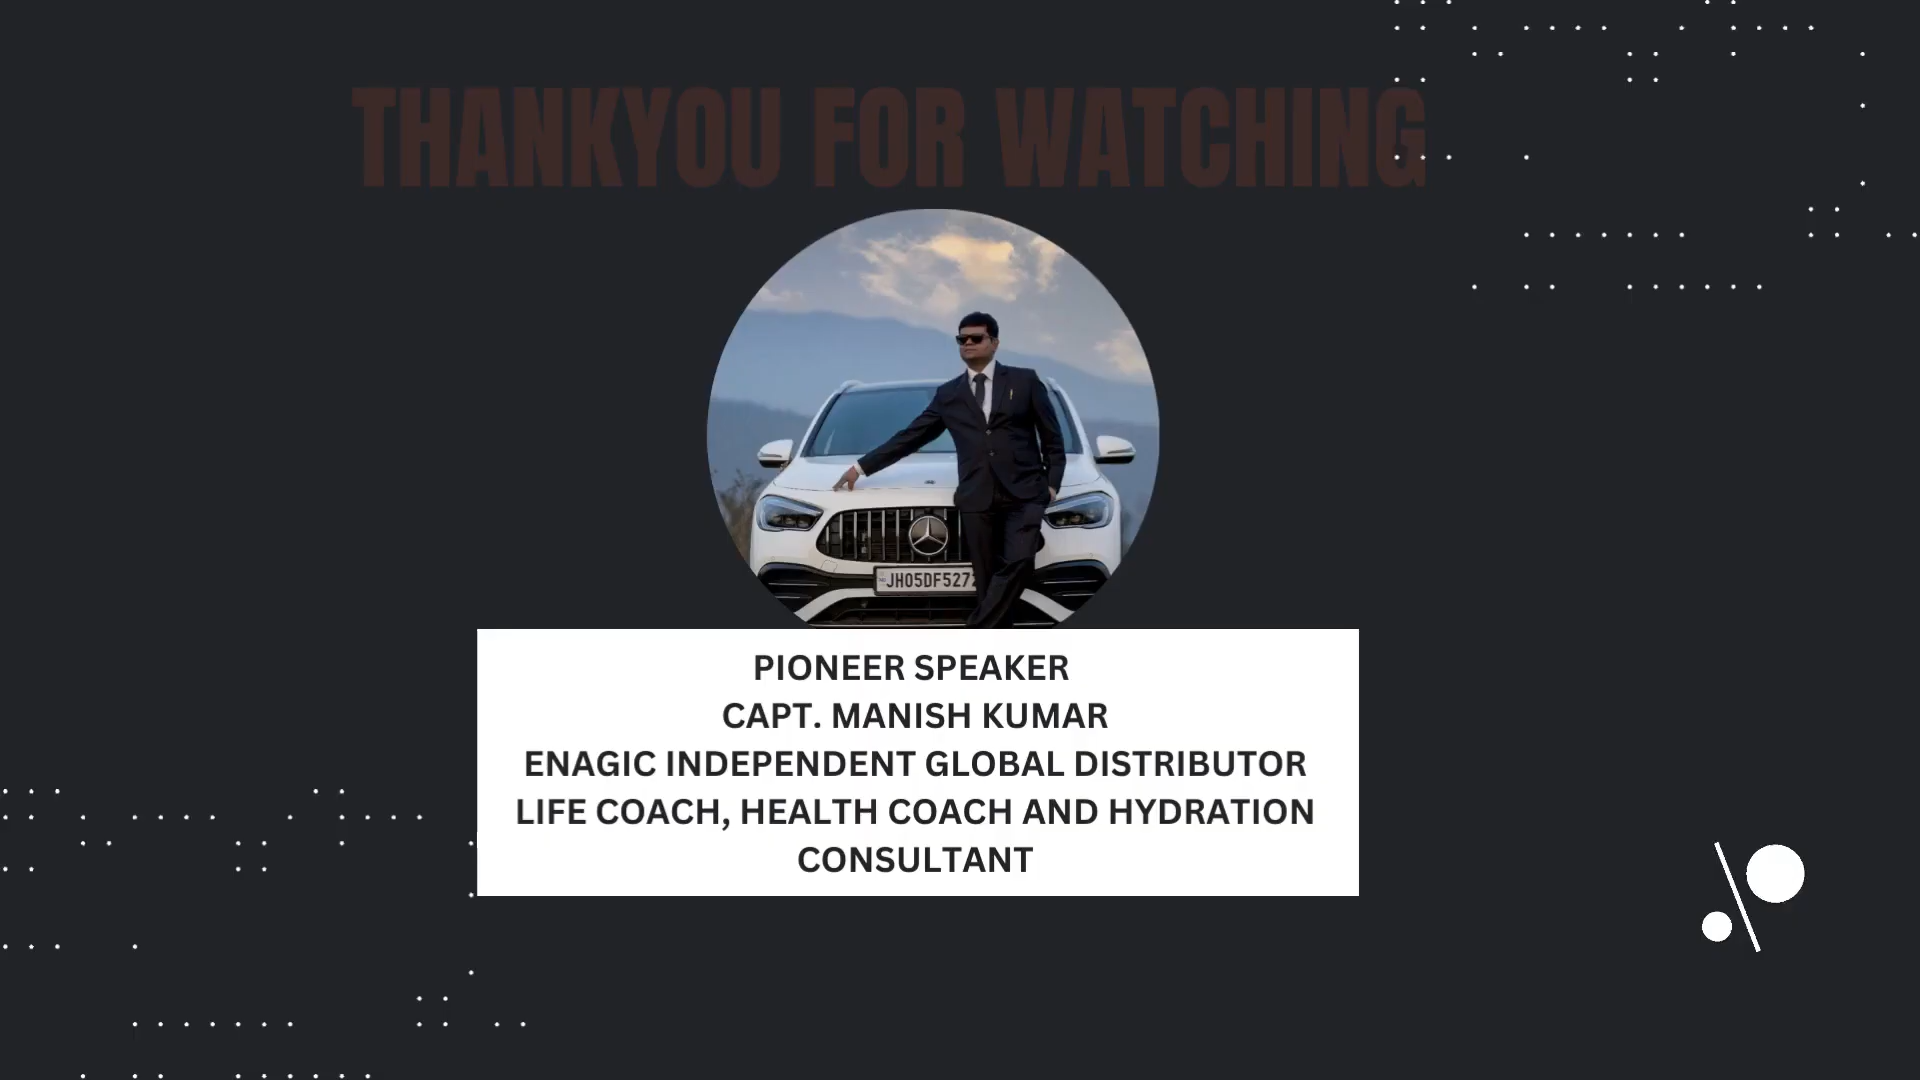 THANKYOU FOR WATCHING
JH05DF5272
PIONEER SPEAKER
CAPT. MANISH KUMAR
ENAGIC INDEPENDENT GLOBAL DISTRIBUTOR
LIFE COACH, HEALTH COACH AND HYDRATION
CONSULTANT